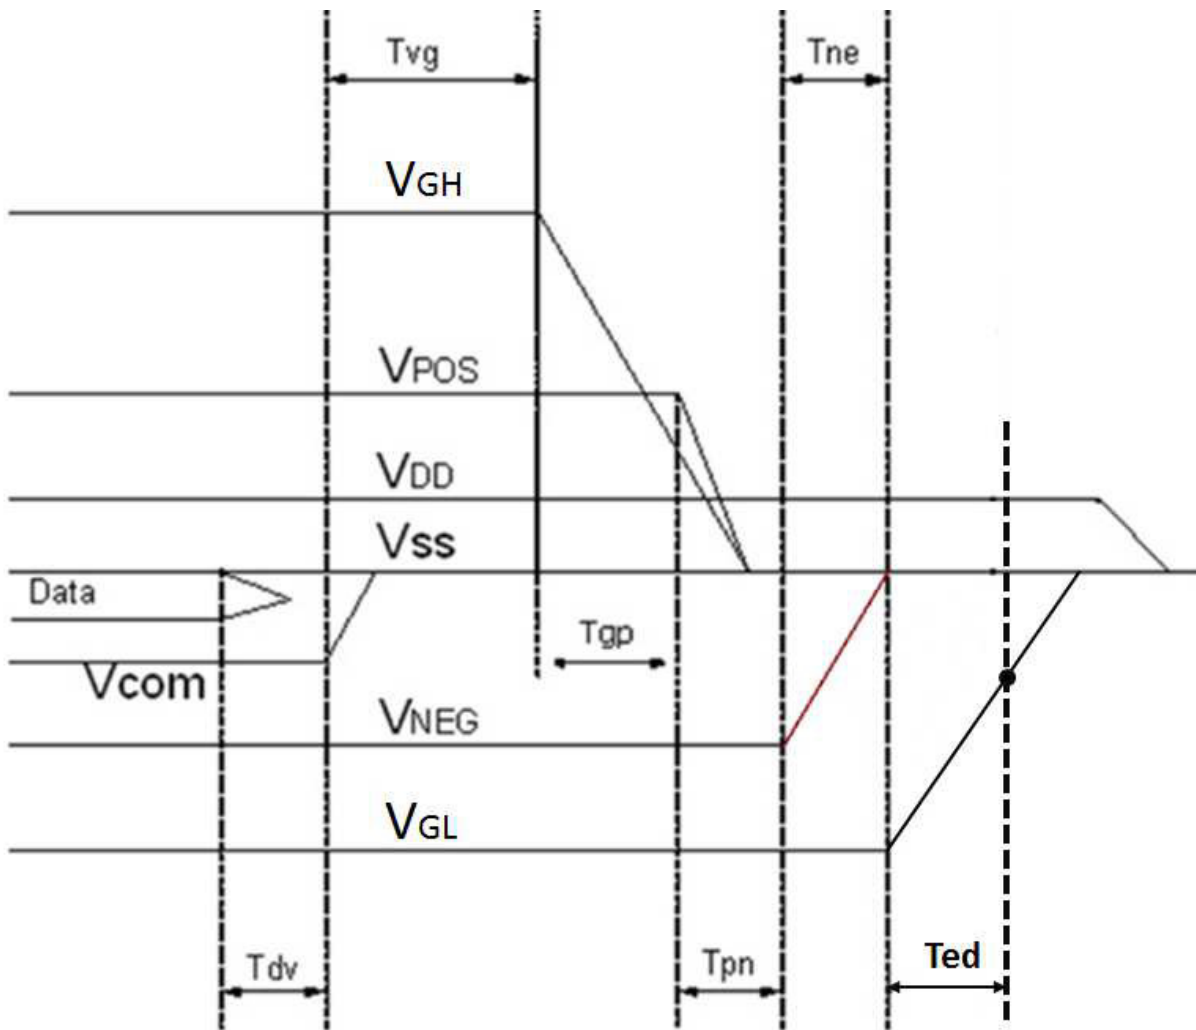 Tvg
Tne
VGH
VPOS
VDD
Vss
Data
Tgp
Vcom
VNEG
VGL
Tdv
Tpn
Ted